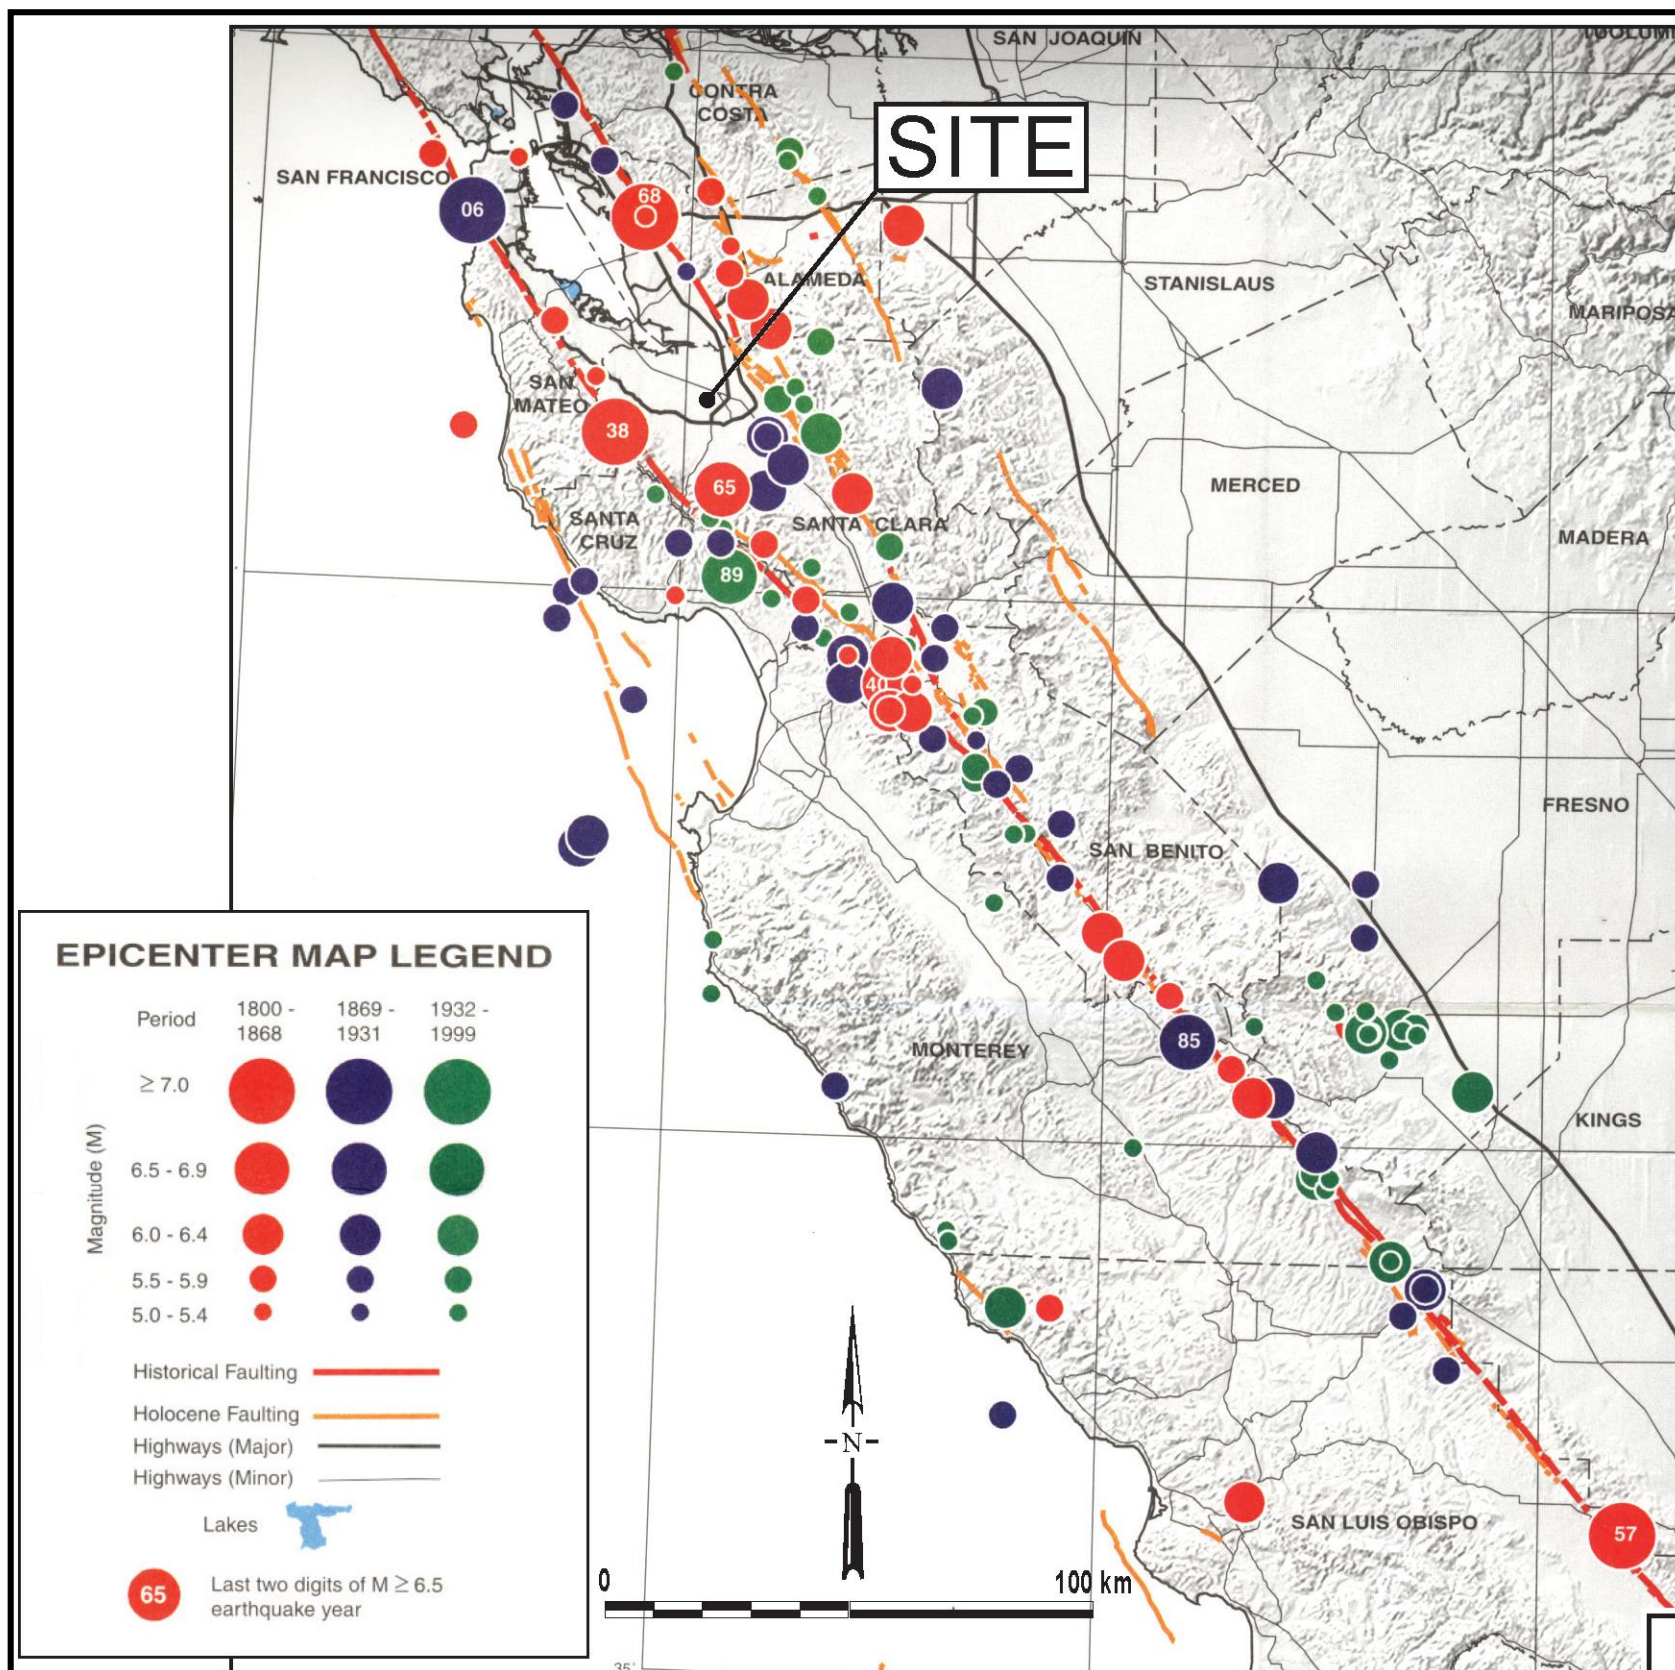 SAN JOAQUIN
CONTRA
COSTA
SITE
SAN FRANCISCO
06
68
ALAMEDA
STANISLAUS
MARIPOSA
SAN
MATEO
38
65
MERCED
SANTA
CRUZ
SANTA CLARA
MADERA
89
40
FRESNO
SAN BENITO
MONTEREY
85
KINGS
SAN LUIS OBISPO
57
N
0
100 km
35°
EPICENTER MAP LEGEND
Period
1800 -
1868
1869 -
1931
1932 -
1999
Magnitude (M)
≥ 7.0
6.5 - 6.9
6.0 - 6.4
5.5 - 5.9
5.0 - 5.4
Historical Faulting
Holocene Faulting
Highways (Major)
Highways (Minor)
Lakes
65
Last two digits of M ≥ 6.5
earthquake year